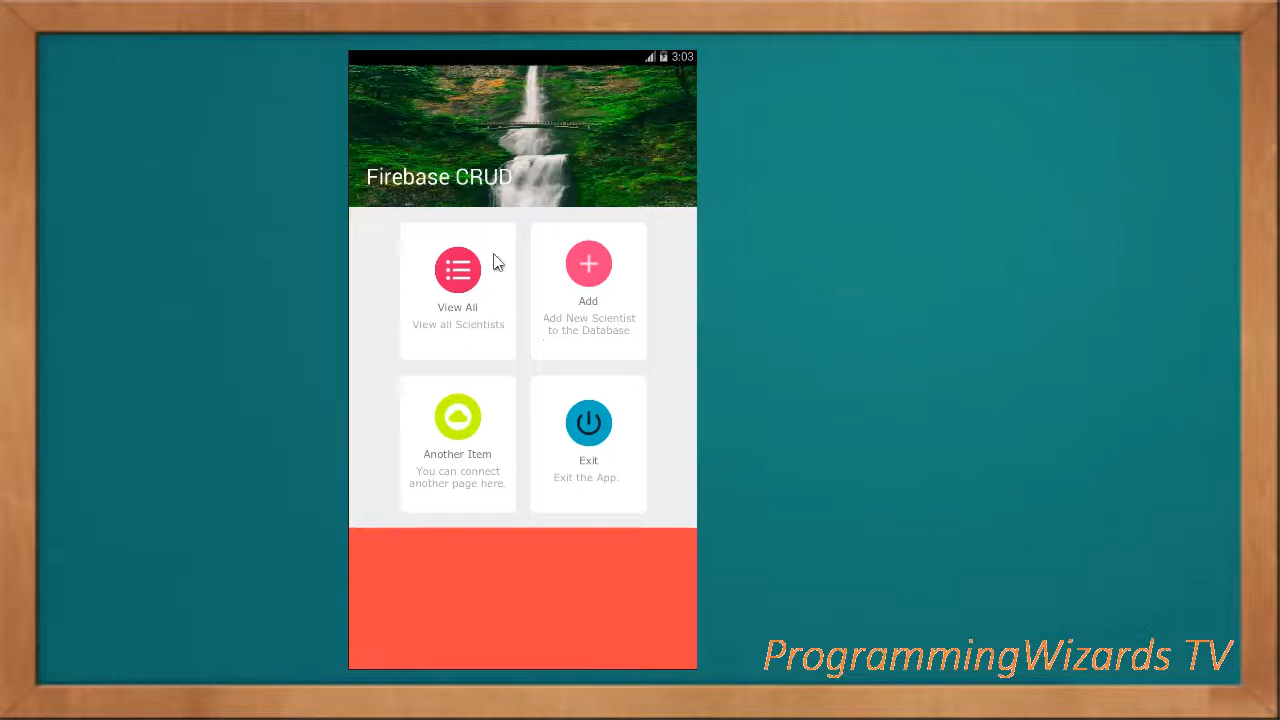 3:03
Firebase CRUD
View All
View all Scientists
Add
Add New Scientist
to the Database
.
Another Item
You can connect
another page here.
Exit
Exit the App.
ProgrammingWizards TV